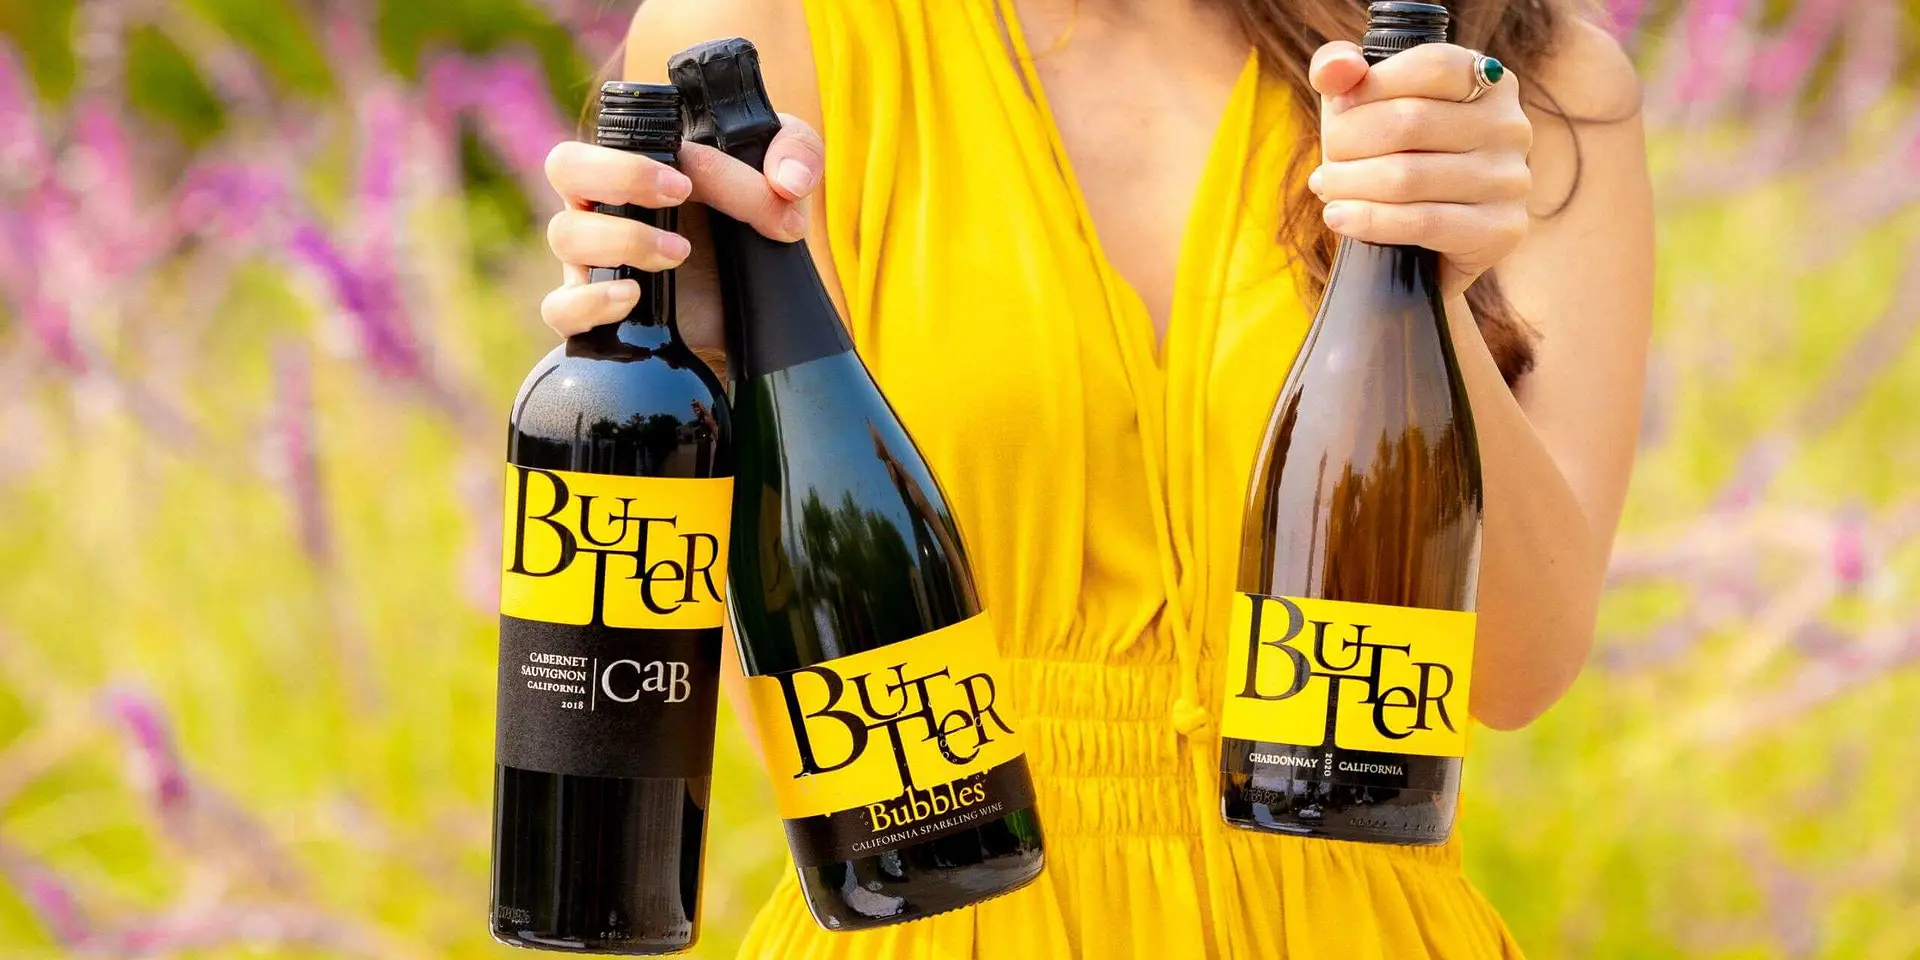 BUTTER
CABERNET
SAUVIGNON
CALIFORNIA
2018
CaB
BUTTER
Bubbles
CALIFORNIA SPARKLING WINE
BUTTER
CHARDONNAY 2020 CALIFORNIA